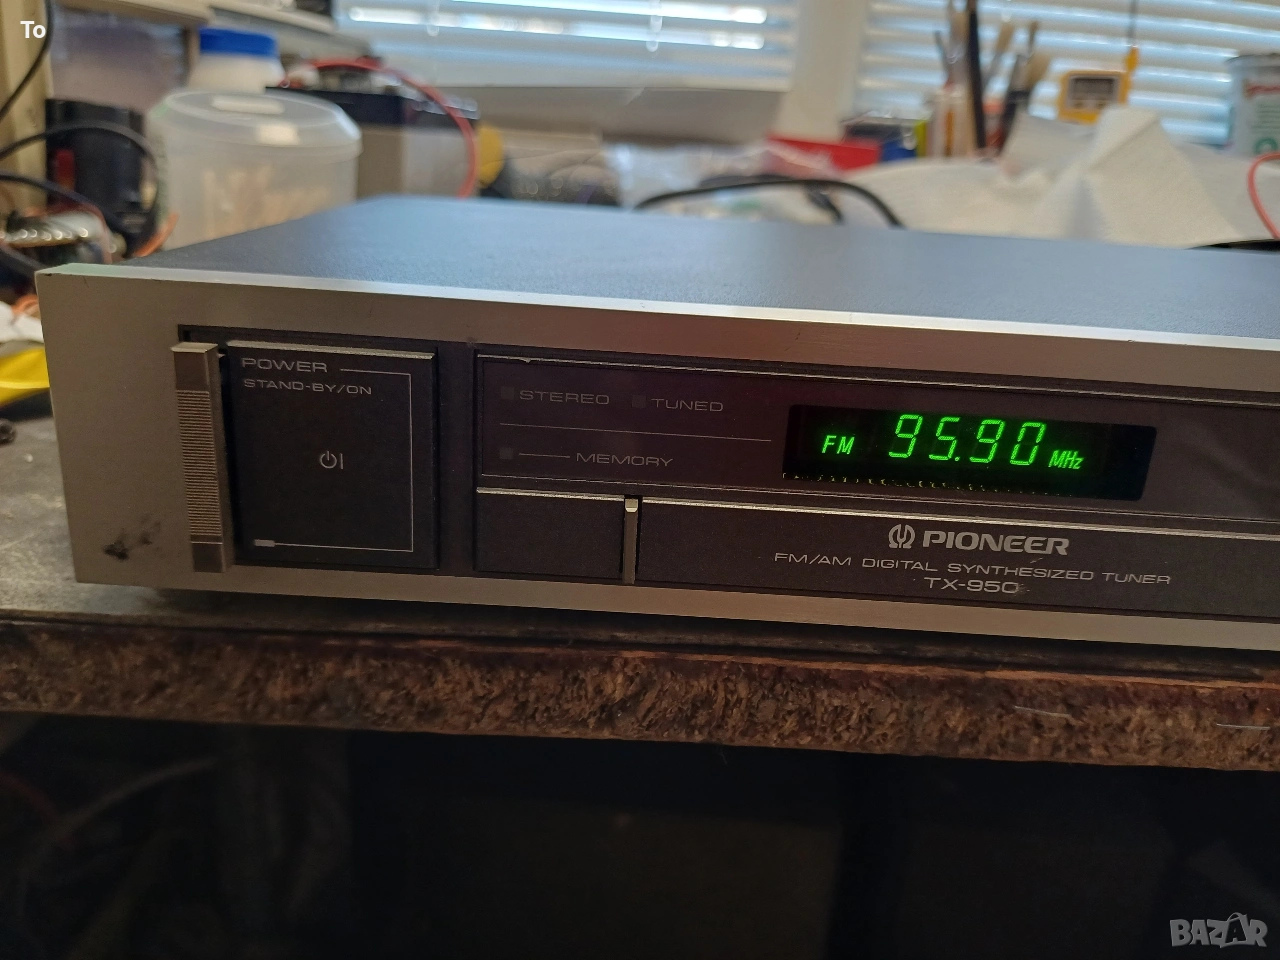 To
POWER
STAND-BY/ON
STEREO TUNED
MEMORY
FM 95.90 MHz
PIONEER
FM/AM DIGITAL SYNTHESIZED TUNER
TX-950
BAZAR